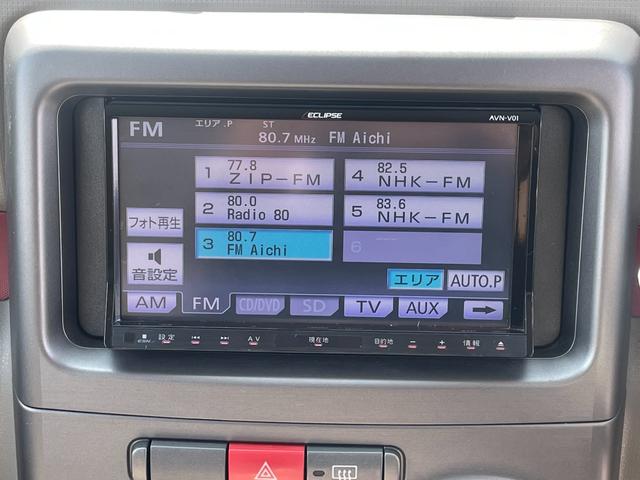 ECLIPSE
AVN-V01
FM
エリア.P
ST
80.7 MHz FM Aichi
1 77.8 ZIP-FM
4 82.5 NHK-FM
2 80.0 Radio 80
5 83.6 NHK-FM
3 80.7 FM Aichi
6
フォト再生
音設定
エリア AUTO.P
AM FM CD/DVD SD TV AUX
ESN 設定 AV 現在地 目的地 − + 情報